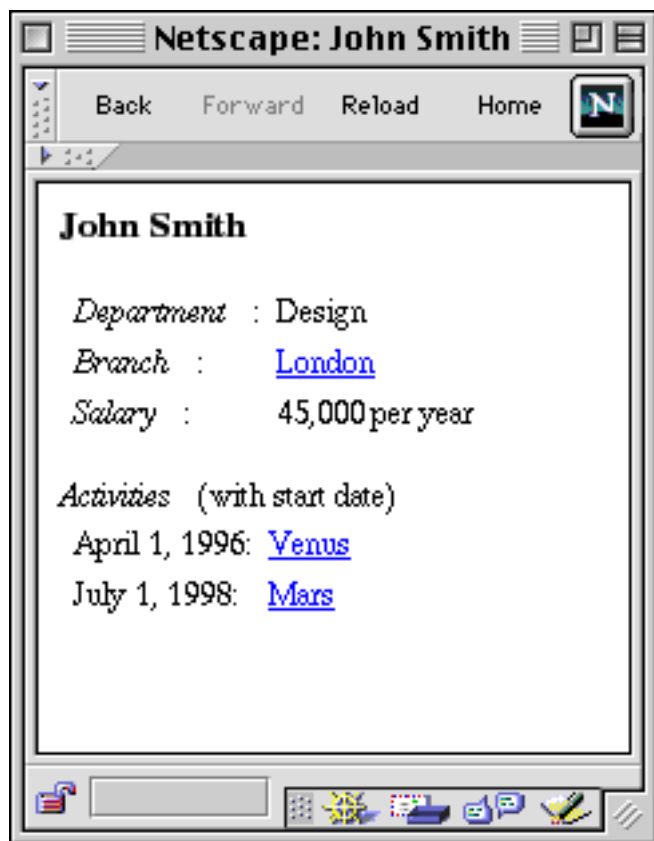 Netscape: John Smith
Back Forward Reload Home N
John Smith
Department : Design
Branch : London
Salary : 45,000 per year
Activities (with start date)
April 1, 1996: Venus
July 1, 1998: Mars